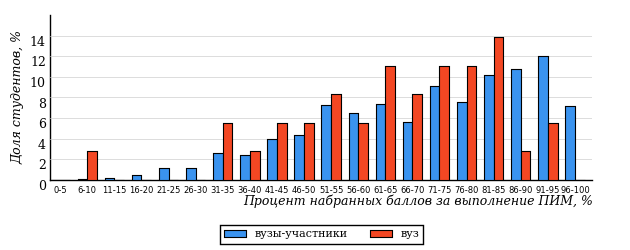 Доля студентов, %
14
12
10
8
6
4
2
0
0-5 6-10 11-15 16-20 21-25 26-30 31-35 36-40 41-45 46-50 51-55 56-60 61-65 66-70 71-75 76-80 81-85 86-90 91-95 96-100
Процент набранных баллов за выполнение ПИМ, %
вузы-участники вуз